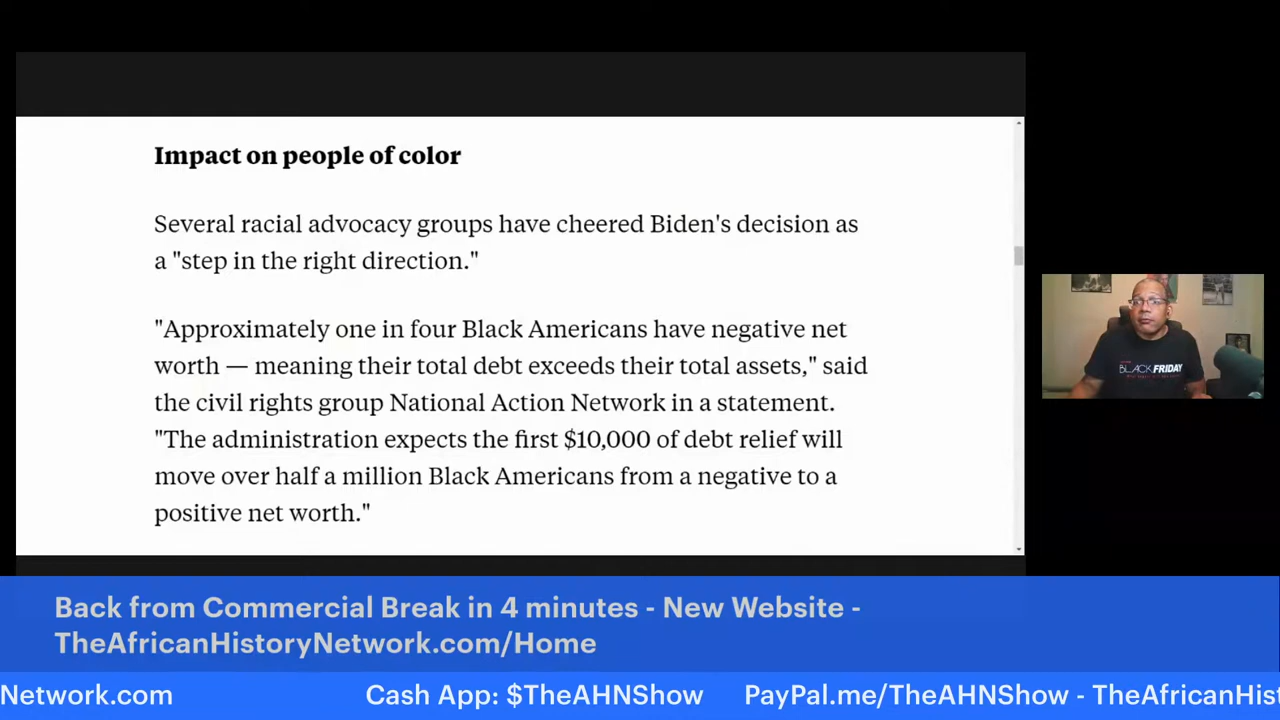 Impact on people of color
Several racial advocacy groups have cheered Biden's decision as
a "step in the right direction."
"Approximately one in four Black Americans have negative net
worth — meaning their total debt exceeds their total assets," said
the civil rights group National Action Network in a statement.
"The administration expects the first $10,000 of debt relief will
move over half a million Black Americans from a negative to a
positive net worth."
BLACK FRIDAY
Back from Commercial Break in 4 minutes - New Website -
TheAfricanHistoryNetwork.com/Home
Network.com Cash App: $TheAHNShow PayPal.me/TheAHNShow - TheAfricanHis